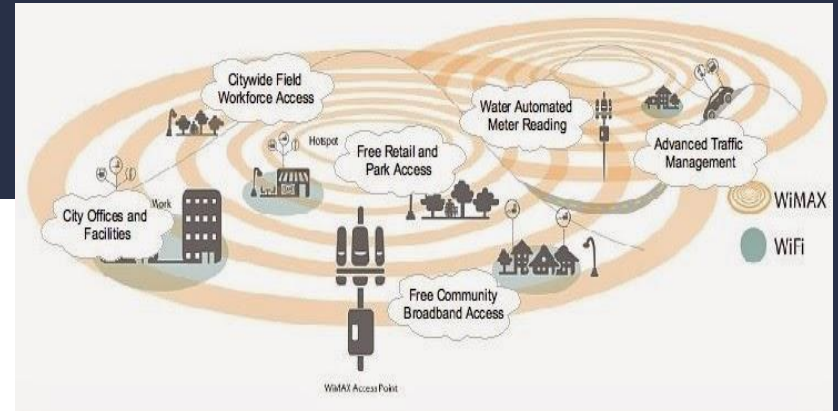 Citywide Field
Workforce Access
Water Automated
Meter Reading
Hotspot
Free Retail and
Park Access
Advanced Traffic
Management
Work
City Offices and
Facilities
WiMAX
WiFi
Free Community
Broadband Access
WiMAX Access Point